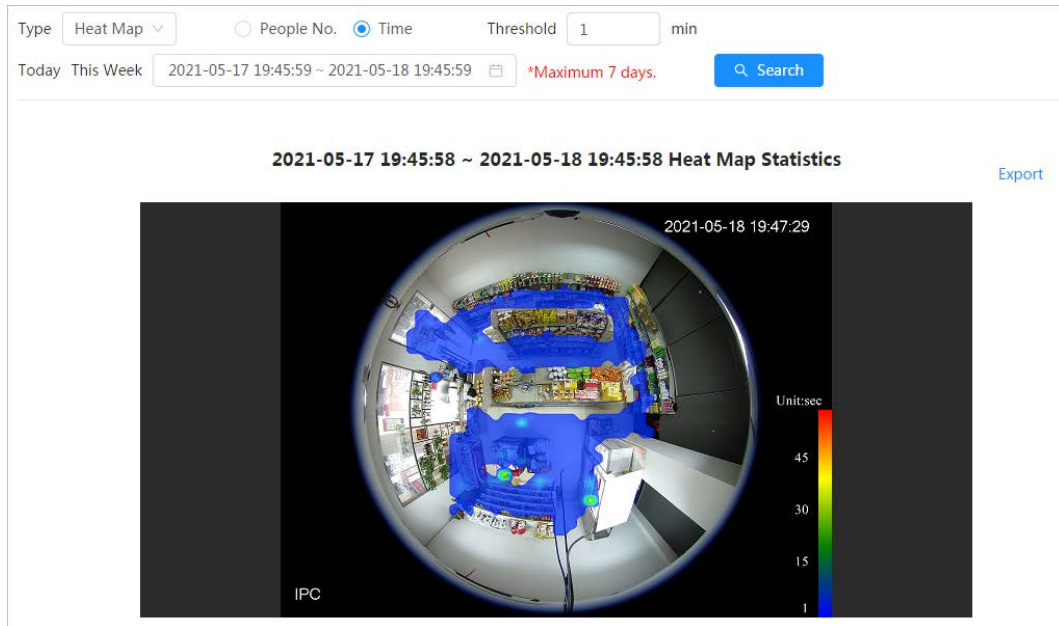 Type Heat Map People No. Time Threshold 1 min
Today This Week 2021-05-17 19:45:59 ~ 2021-05-18 19:45:59 *Maximum 7 days. Search
2021-05-17 19:45:58 ~ 2021-05-18 19:45:58 Heat Map Statistics
Export
2021-05-18 19:47:29
Unit:sec
45
30
15
1
IPC